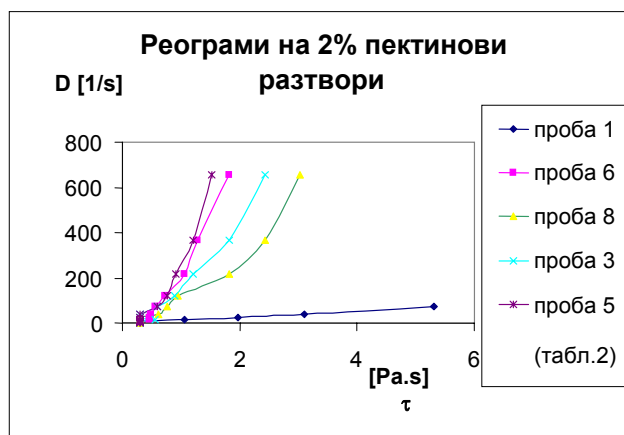 Реограми на 2% пектинови
разтвори
D [1/s]
800
600
400
200
0
0
2
4
6
[Pa.s]
τ
проба 1
проба 6
проба 8
проба 3
проба 5
(табл.2)